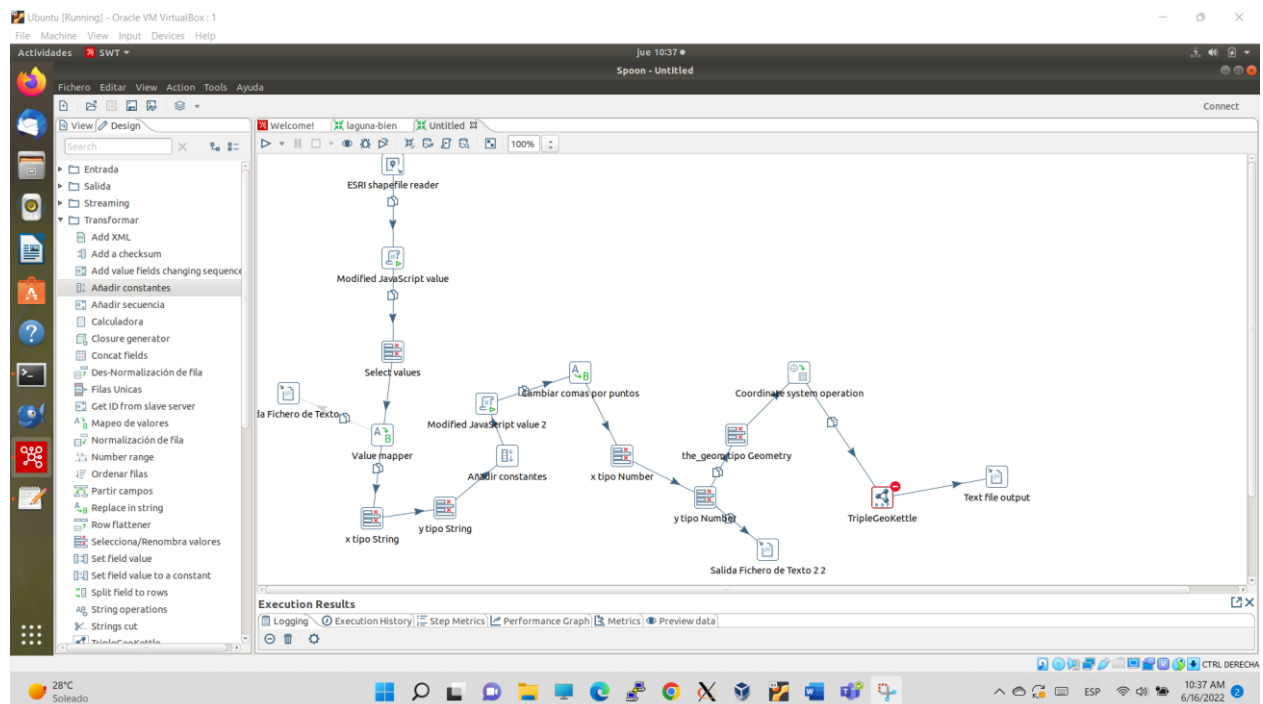 Ubuntu [Running] - Oracle VM VirtualBox : 1
File Machine View Input Devices Help
Actividades SWT jue 10:37
Spoon - Untitled
Fichero Editar View Action Tools Ayuda
Connect
View Design
Welcome! laguna-bien Untitled
Search
100%
Entrada
Salida
Streaming
Transformar
Add XML
Add a checksum
Add value fields changing sequence
Añadir constantes
Añadir secuencia
Calculadora
Closure generator
Concat fields
Des-Normalización de fila
Filas Unicas
Get ID from slave server
Mapeo de valores
Normalización de fila
Number range
Ordenar filas
Partir campos
Replace in string
Row flattener
Selecciona/Renombra valores
Set field value
Set field value to a constant
Split field to rows
String operations
Strings cut
TripleGeoKettle
ESRI shapefile reader
Modified JavaScript value
Select values
da Fichero de Texto
Cambiar comas por puntos
Coordinate system operation
Modified JavaScript value 2
Value mapper
Añadir constantes
x tipo Number
the_geom tipo Geometry
x tipo String
y tipo String
y tipo Number
TripleGeoKettle
Text file output
Salida Fichero de Texto 2 2
Execution Results
Logging Execution History Step Metrics Performance Graph Metrics Preview data
CTRL DERECHA
28°C
Soleado
ESP
10:37 AM
6/16/2022
2